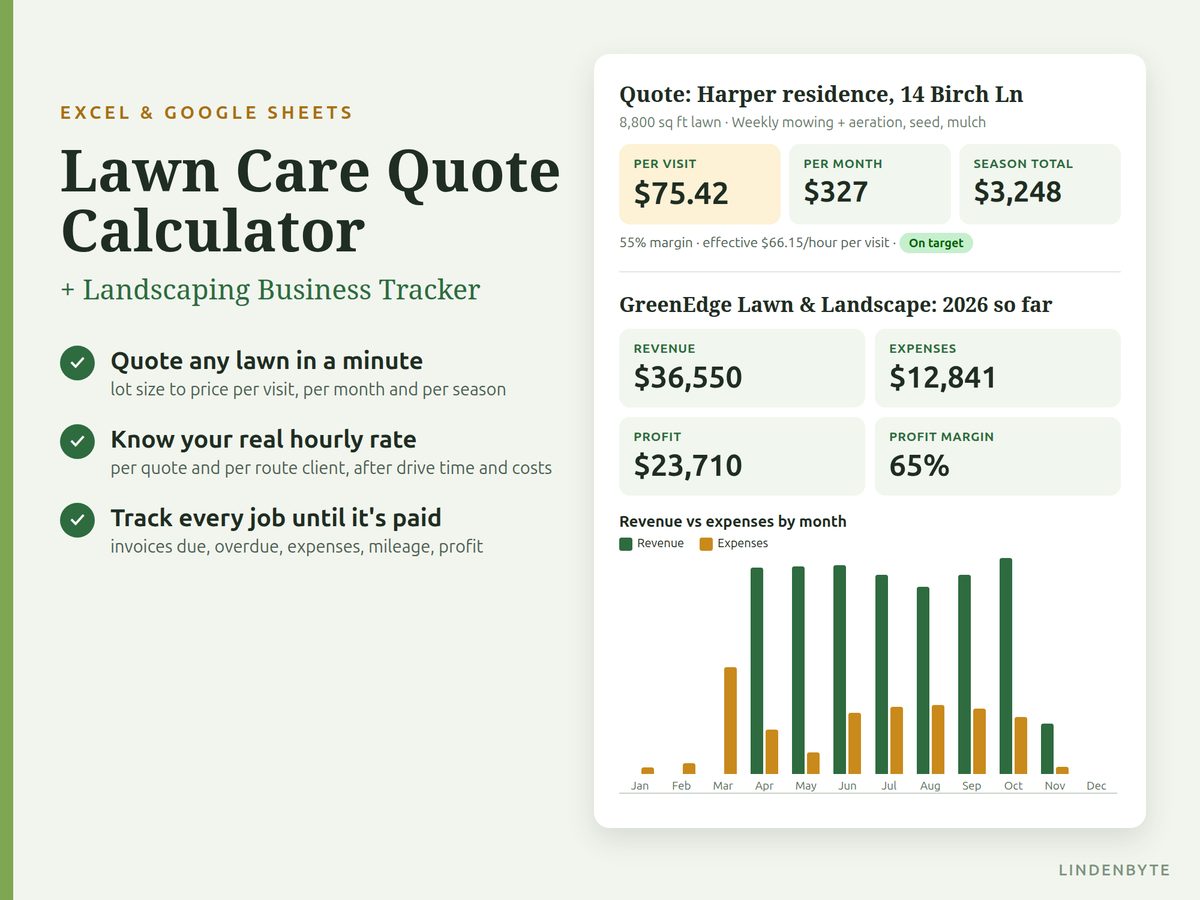 EXCEL & GOOGLE SHEETS
Lawn Care Quote
Calculator
+ Landscaping Business Tracker
Quote any lawn in a minute
lot size to price per visit, per month and per season
Know your real hourly rate
per quote and per route client, after drive time and costs
Track every job until it's paid
invoices due, overdue, expenses, mileage, profit
Quote: Harper residence, 14 Birch Ln
8,800 sq ft lawn · Weekly mowing + aeration, seed, mulch
PER VISIT
$75.42
PER MONTH
$327
SEASON TOTAL
$3,248
55% margin · effective $66.15/hour per visit · On target
GreenEdge Lawn & Landscape: 2026 so far
REVENUE
$36,550
EXPENSES
$12,841
PROFIT
$23,710
PROFIT MARGIN
65%
Revenue vs expenses by month
Revenue Expenses
Jan Feb Mar Apr May Jun Jul Aug Sep Oct Nov Dec
LINDENBYTE